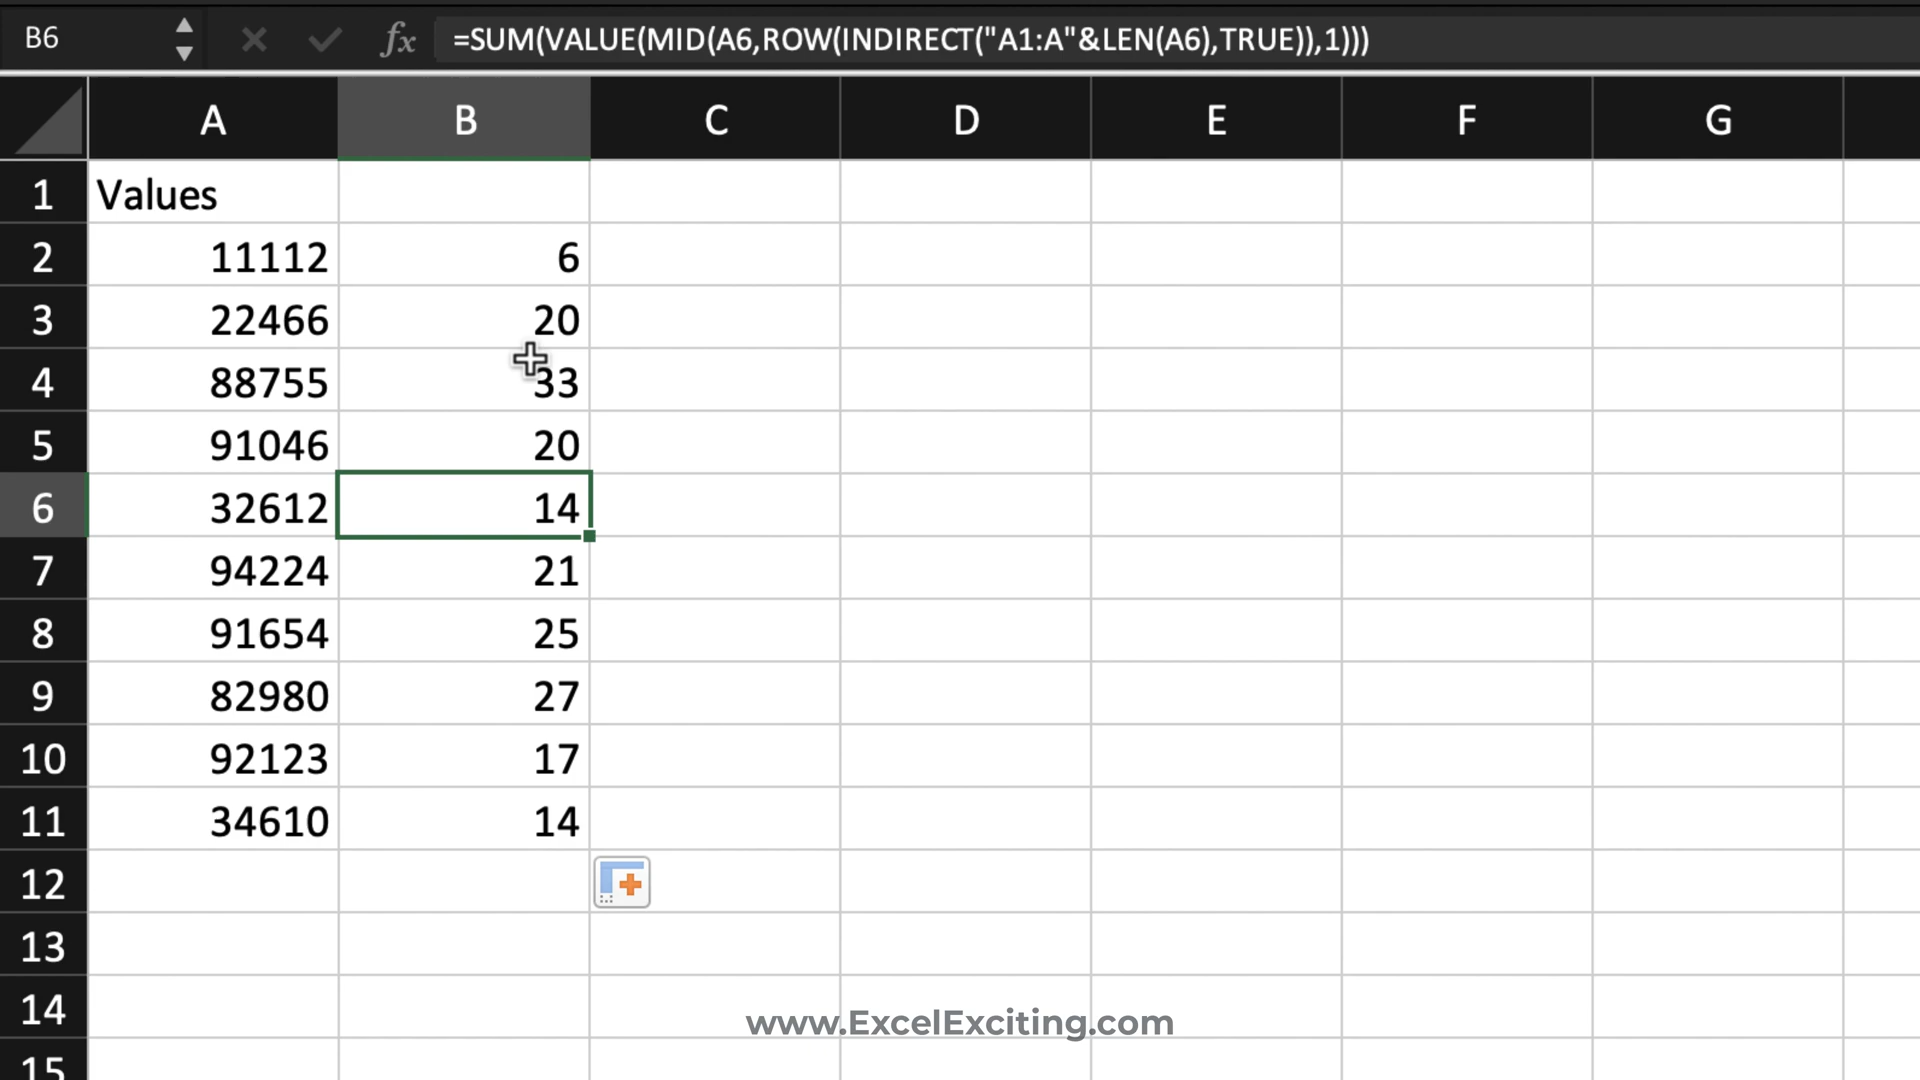 B6 fx =SUM(VALUE(MID(A6,ROW(INDIRECT("A1:A"&LEN(A6),TRUE)),1)))
A B C D E F G
1 Values
2 11112 6
3 22466 20
4 88755 33
5 91046 20
6 32612 14
7 94224 21
8 91654 25
9 82980 27
10 92123 17
11 34610 14
12
13
14
www.ExcelExciting.com
15